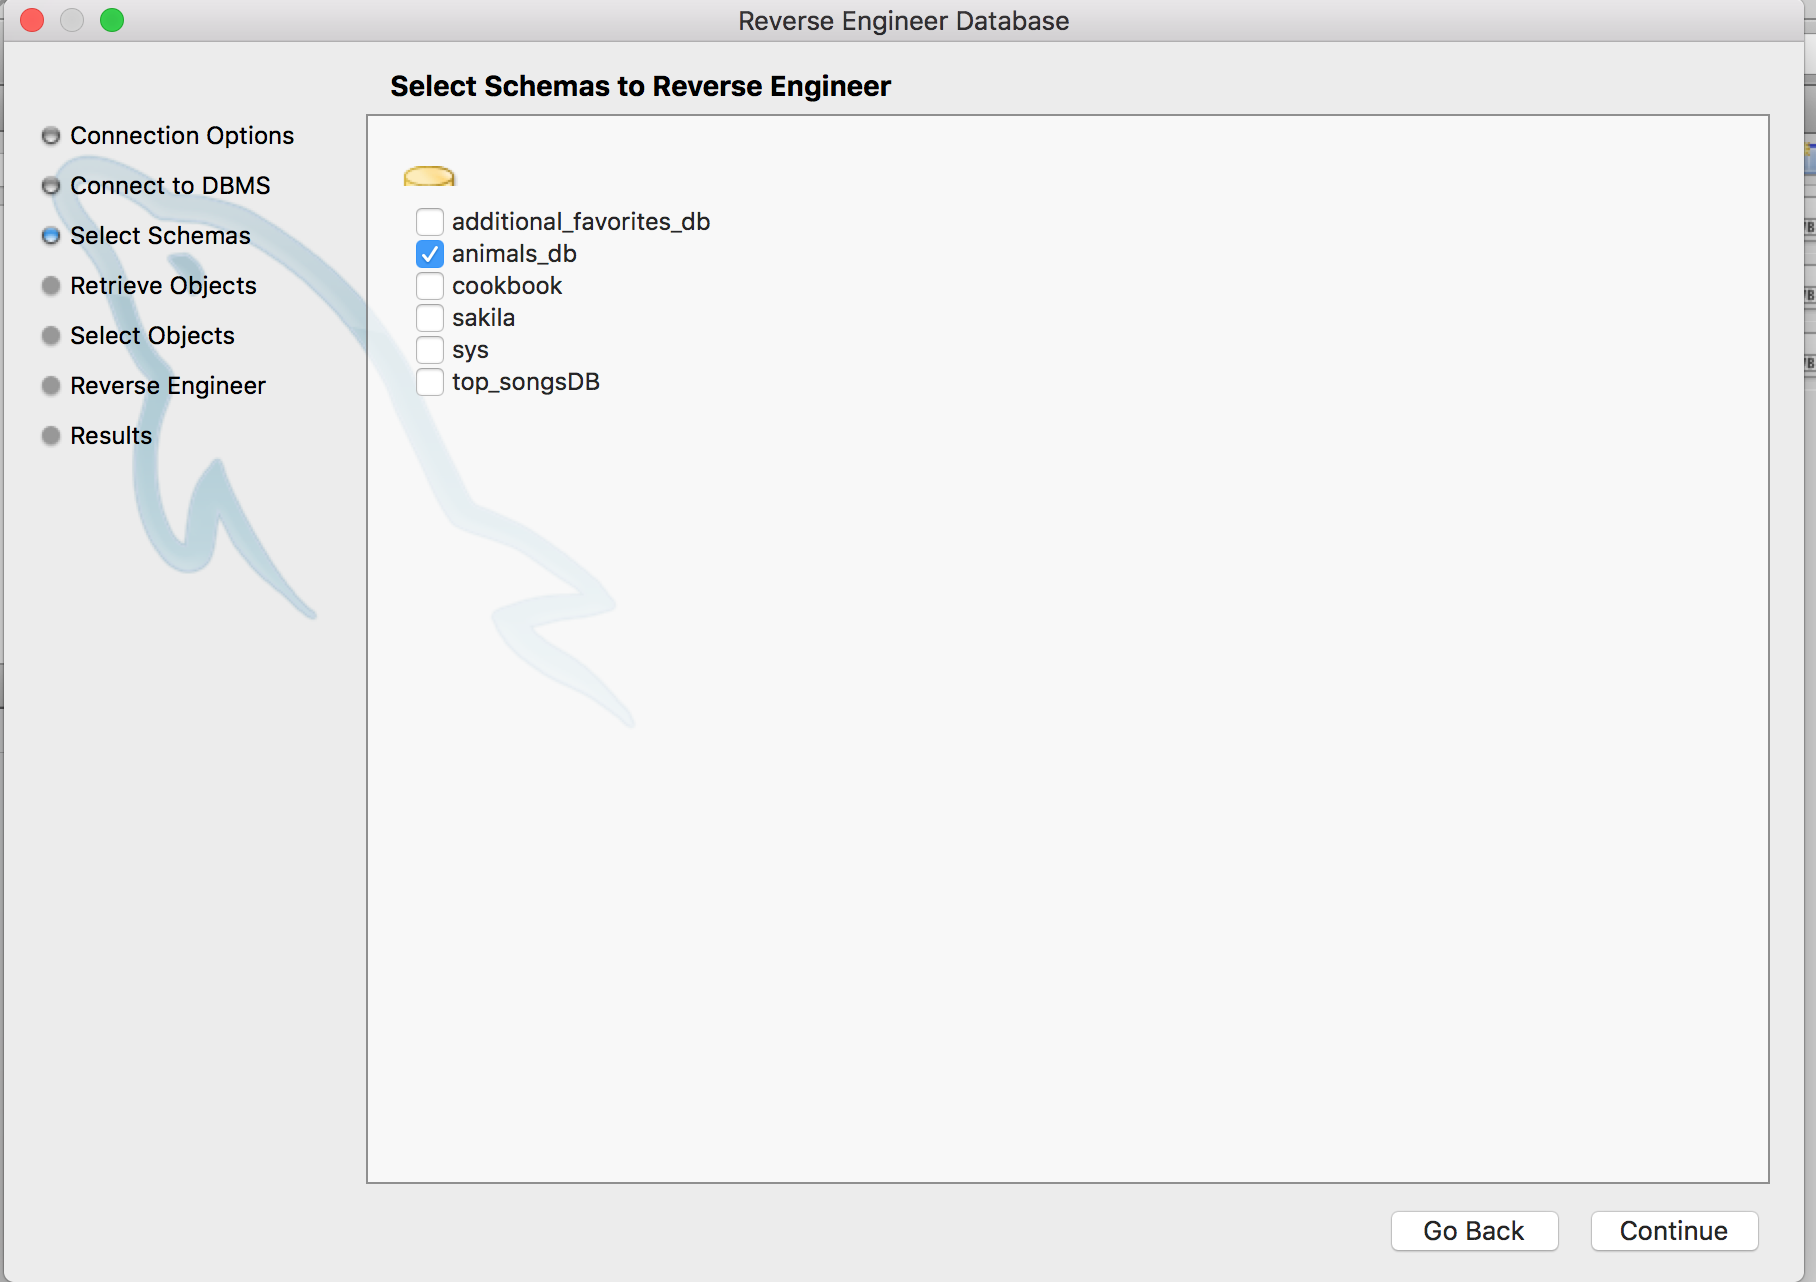 Reverse Engineer Database
Select Schemas to Reverse Engineer
Connection Options
Connect to DBMS
Select Schemas
Retrieve Objects
Select Objects
Reverse Engineer
Results
additional_favorites_db
animals_db
cookbook
sakila
sys
top_songsDB
Go Back
Continue